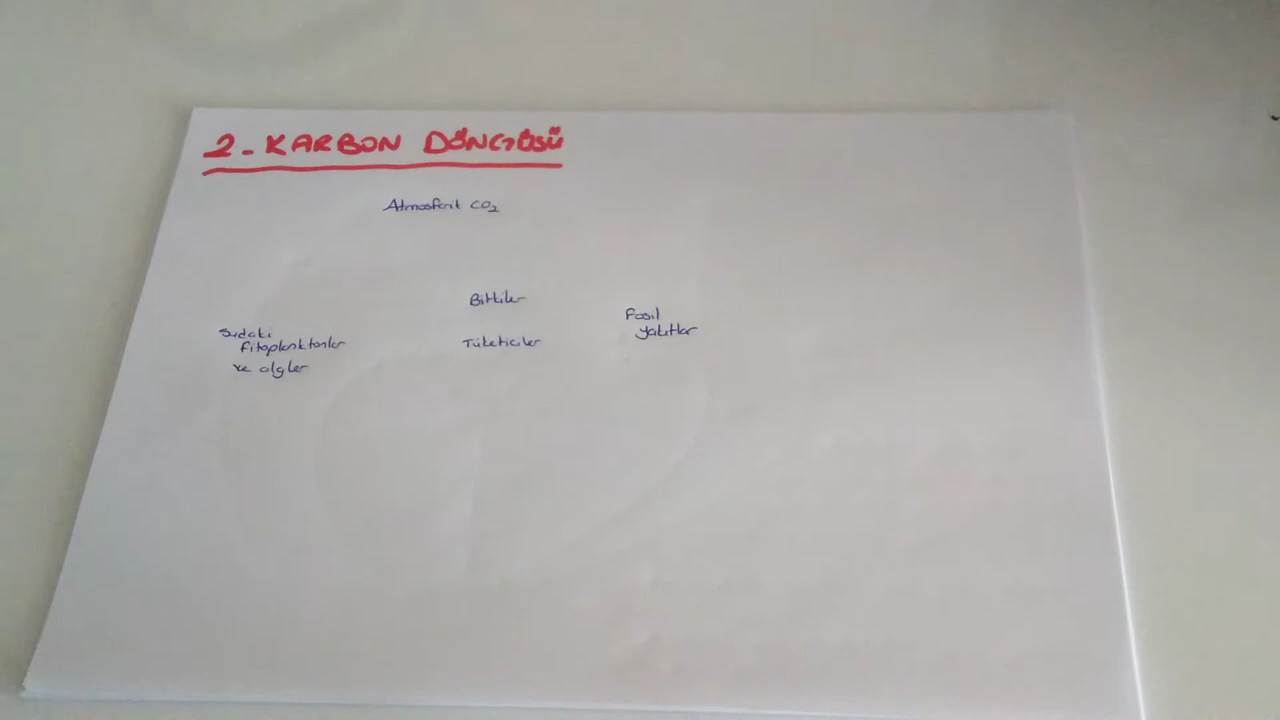 2- KARBON DÖNGÜSÜ
Atmosferik CO₂
Bitkiler
Fosil
yakıtlar
Sudaki
fitoplanktonlar
ve algler
Tüketiciler